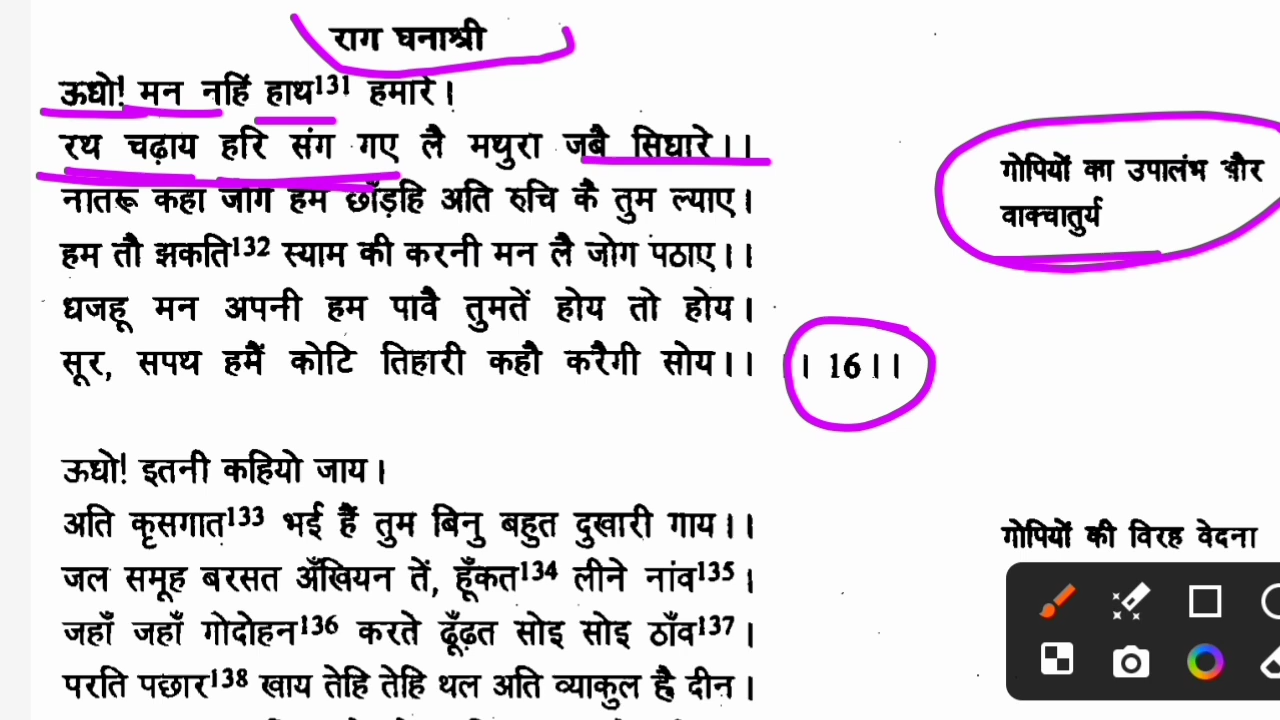 राग घनाश्री
ऊधो! मन नहिं हाथ131 हमारे।
रथ चढ़ाय हरि संग गए लै मथुरा जबै सिधारे।।
नातरू कहा जोग हम छाँड़हि अति रुचि कै तुम ल्याए।
हम तौ झकति132 स्याम की करनी मन लै जोग पठाए।।
धजहू मन अपनी हम पावै तुमतें होय तो होय।
सूर, सपथ हमैं कोटि तिहारी कहौ करैगी सोय।। । 16।।
गोपियों का उपालंभ और
वाक्चातुर्य
ऊधो! इतनी कहियो जाय।
अति कृसगात133 भई हैं तुम बिनु बहुत दुखारी गाय।।
जल समूह बरसत अँखियन तें, हूँकत134 लीने नांव135।
जहाँ जहाँ गोदोहन136 करते ढूँढ़त सोइ सोइ ठाँव137।
परति पछार138 खाय तेहि तेहि थल अति व्याकुल ह्वै दीन।
गोपियों की विरह वेदना